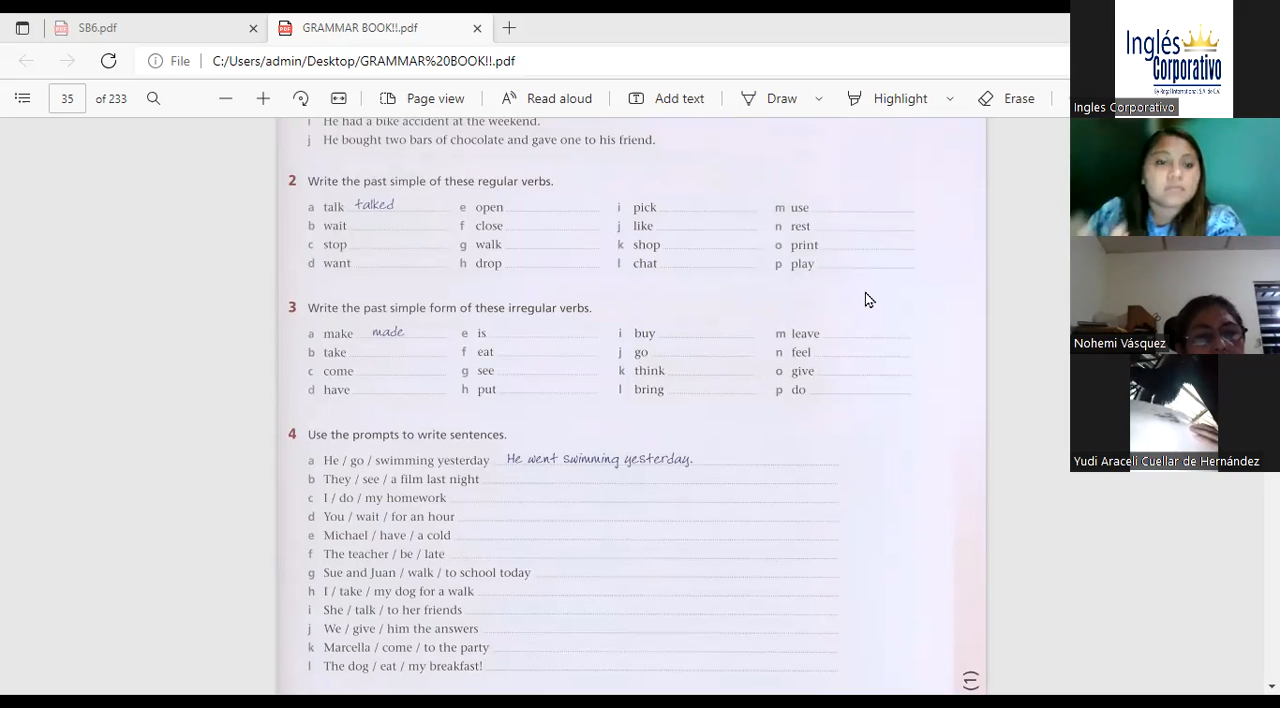 SB6.pdf
GRAMMAR BOOK!!.pdf
File C:/Users/admin/Desktop/GRAMMAR%20BOOK!!.pdf
35 of 233 Page view Read aloud Add text Draw Highlight Erase
i He had a bike accident at the weekend.
j He bought two bars of chocolate and gave one to his friend.
2 Write the past simple of these regular verbs.
a talk talked e open i pick m use
b wait f close j like n rest
c stop g walk k shop o print
d want h drop l chat p play
3 Write the past simple form of these irregular verbs.
a make made e is i buy m leave
b take f eat j go n feel
c come g see k think o give
d have h put l bring p do
4 Use the prompts to write sentences.
a He / go / swimming yesterday He went swimming yesterday.
b They / see / a film last night
c I / do / my homework
d You / wait / for an hour
e Michael / have / a cold
f The teacher / be / late
g Sue and Juan / walk / to school today
h I / take / my dog for a walk
i She / talk / to her friends
j We / give / him the answers
k Marcella / come / to the party
l The dog / eat / my breakfast!
(1)
Inglés
Corporativo
Ingles Corporativo
Nohemi Vásquez
Yudi Araceli Cuellar de Hernández